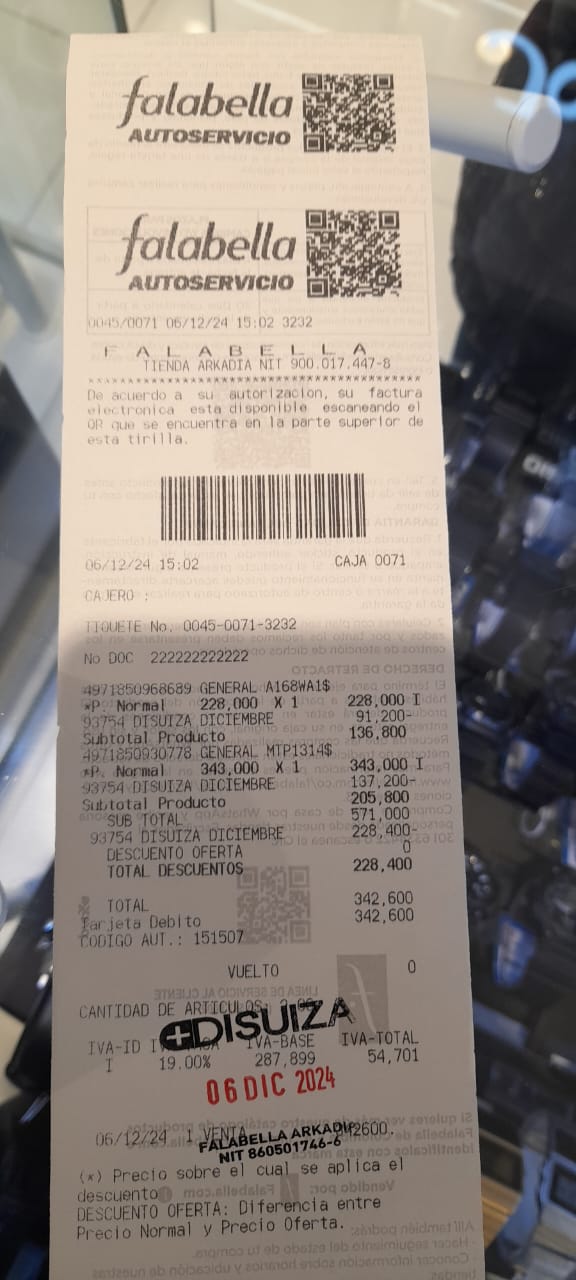 falabella
AUTOSERVICIO
falabella
AUTOSERVICIO
0045/0071 06/12/24 15:02 3232
F A L A B E L L A
TIENDA ARKADIA NIT 900.017.447-8
De acuerdo a su autorizacion, su factura
electronica esta disponible escaneando el
QR que se encuentra en la parte superior de
esta tirilla.
06/12/24 15:02 CAJA 0071
CAJERO :
TIQUETE No. 0045-0071-3232
No DOC 222222222222
4971850968689 GENERAL A168WA1$
*P. Normal 228,000 X 1 228,000 I
93754 DISUIZA DICIEMBRE 91,200-
Subtotal Producto 136,800
4971850930778 GENERAL MTP1314$
*P. Normal 343,000 X 1 343,000 I
93754 DISUIZA DICIEMBRE 137,200-
Subtotal Producto 205,800
SUB TOTAL 571,000
93754 DISUIZA DICIEMBRE 228,400-
DESCUENTO OFERTA 0
TOTAL DESCUENTOS 228,400
TOTAL 342,600
Tarjeta Debito 342,600
CODIGO AUT.: 151507
VUELTO 0
CANTIDAD DE ARTICULOS:
DISUIZA
IVA-ID IVA-BASE IVA-TOTAL
I 19.00% 287,899 54,701
06 DIC 2024
06/12/24 1 VENTA
FALABELLA ARKADIA
NIT 860501746-6
(*) Precio sobre el cual se aplica el
descuento
DESCUENTO OFERTA: Diferencia entre
Precio Normal y Precio Oferta.